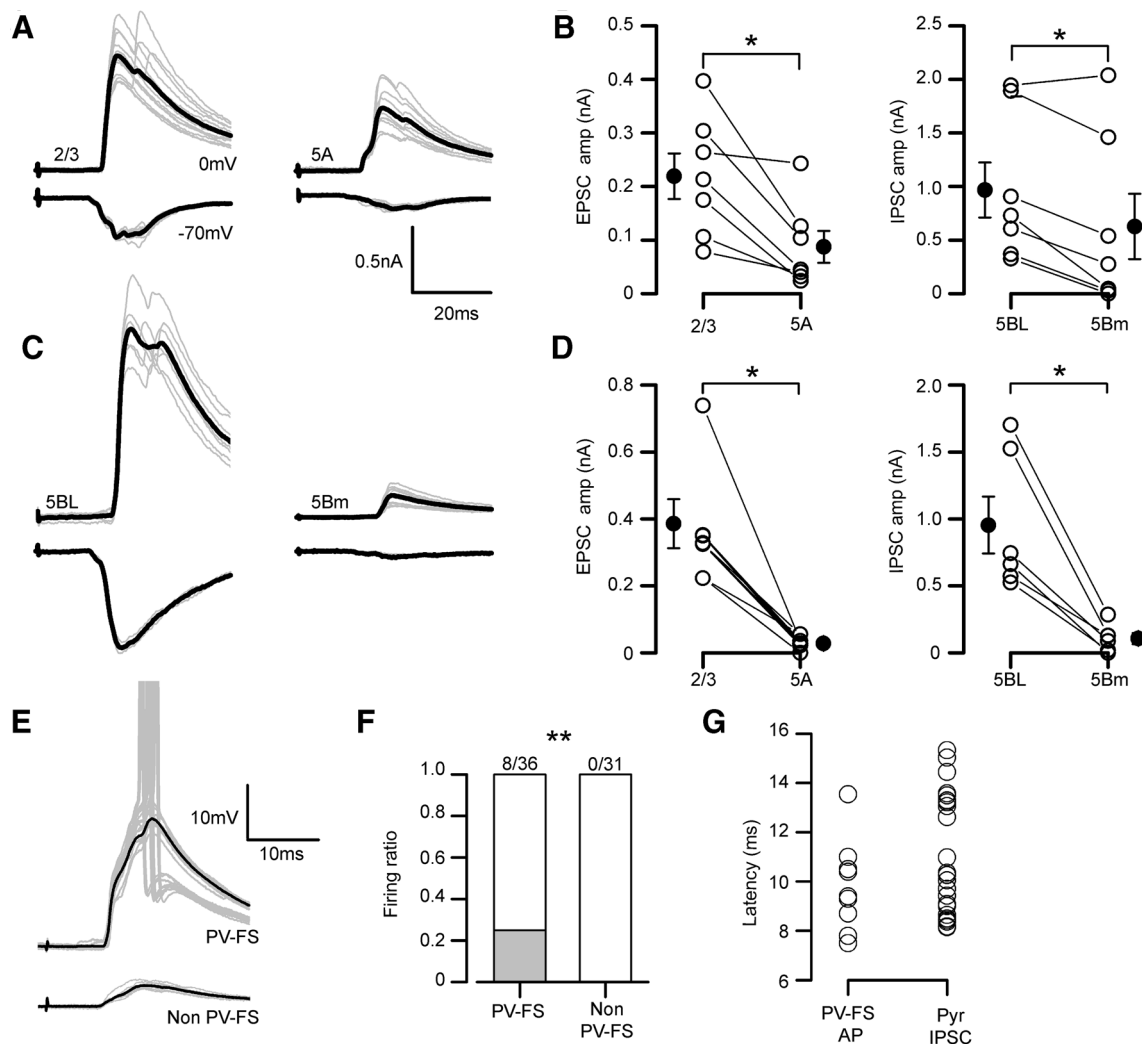 A
2/3
0mV
-70mV
5A
0.5nA
20ms
B
EPSC amp (nA)
0.5
0.4
0.3
0.2
0.1
0
*
2/3
5A
IPSC amp (nA)
2.5
2.0
1.5
1.0
0.5
0
*
5BL
5Bm
C
5BL
5Bm
D
EPSC amp (nA)
0.8
0.6
0.4
0.2
0
*
2/3
5A
IPSC amp (nA)
2.0
1.5
1.0
0.5
0
*
5BL
5Bm
E
10mV
10ms
PV-FS
Non PV-FS
F
**
8/36
0/31
Firing ratio
1.0
0.8
0.6
0.4
0.2
0
PV-FS
Non
PV-FS
G
Latency (ms)
16
14
12
10
8
6
PV-FS
AP
Pyr
IPSC